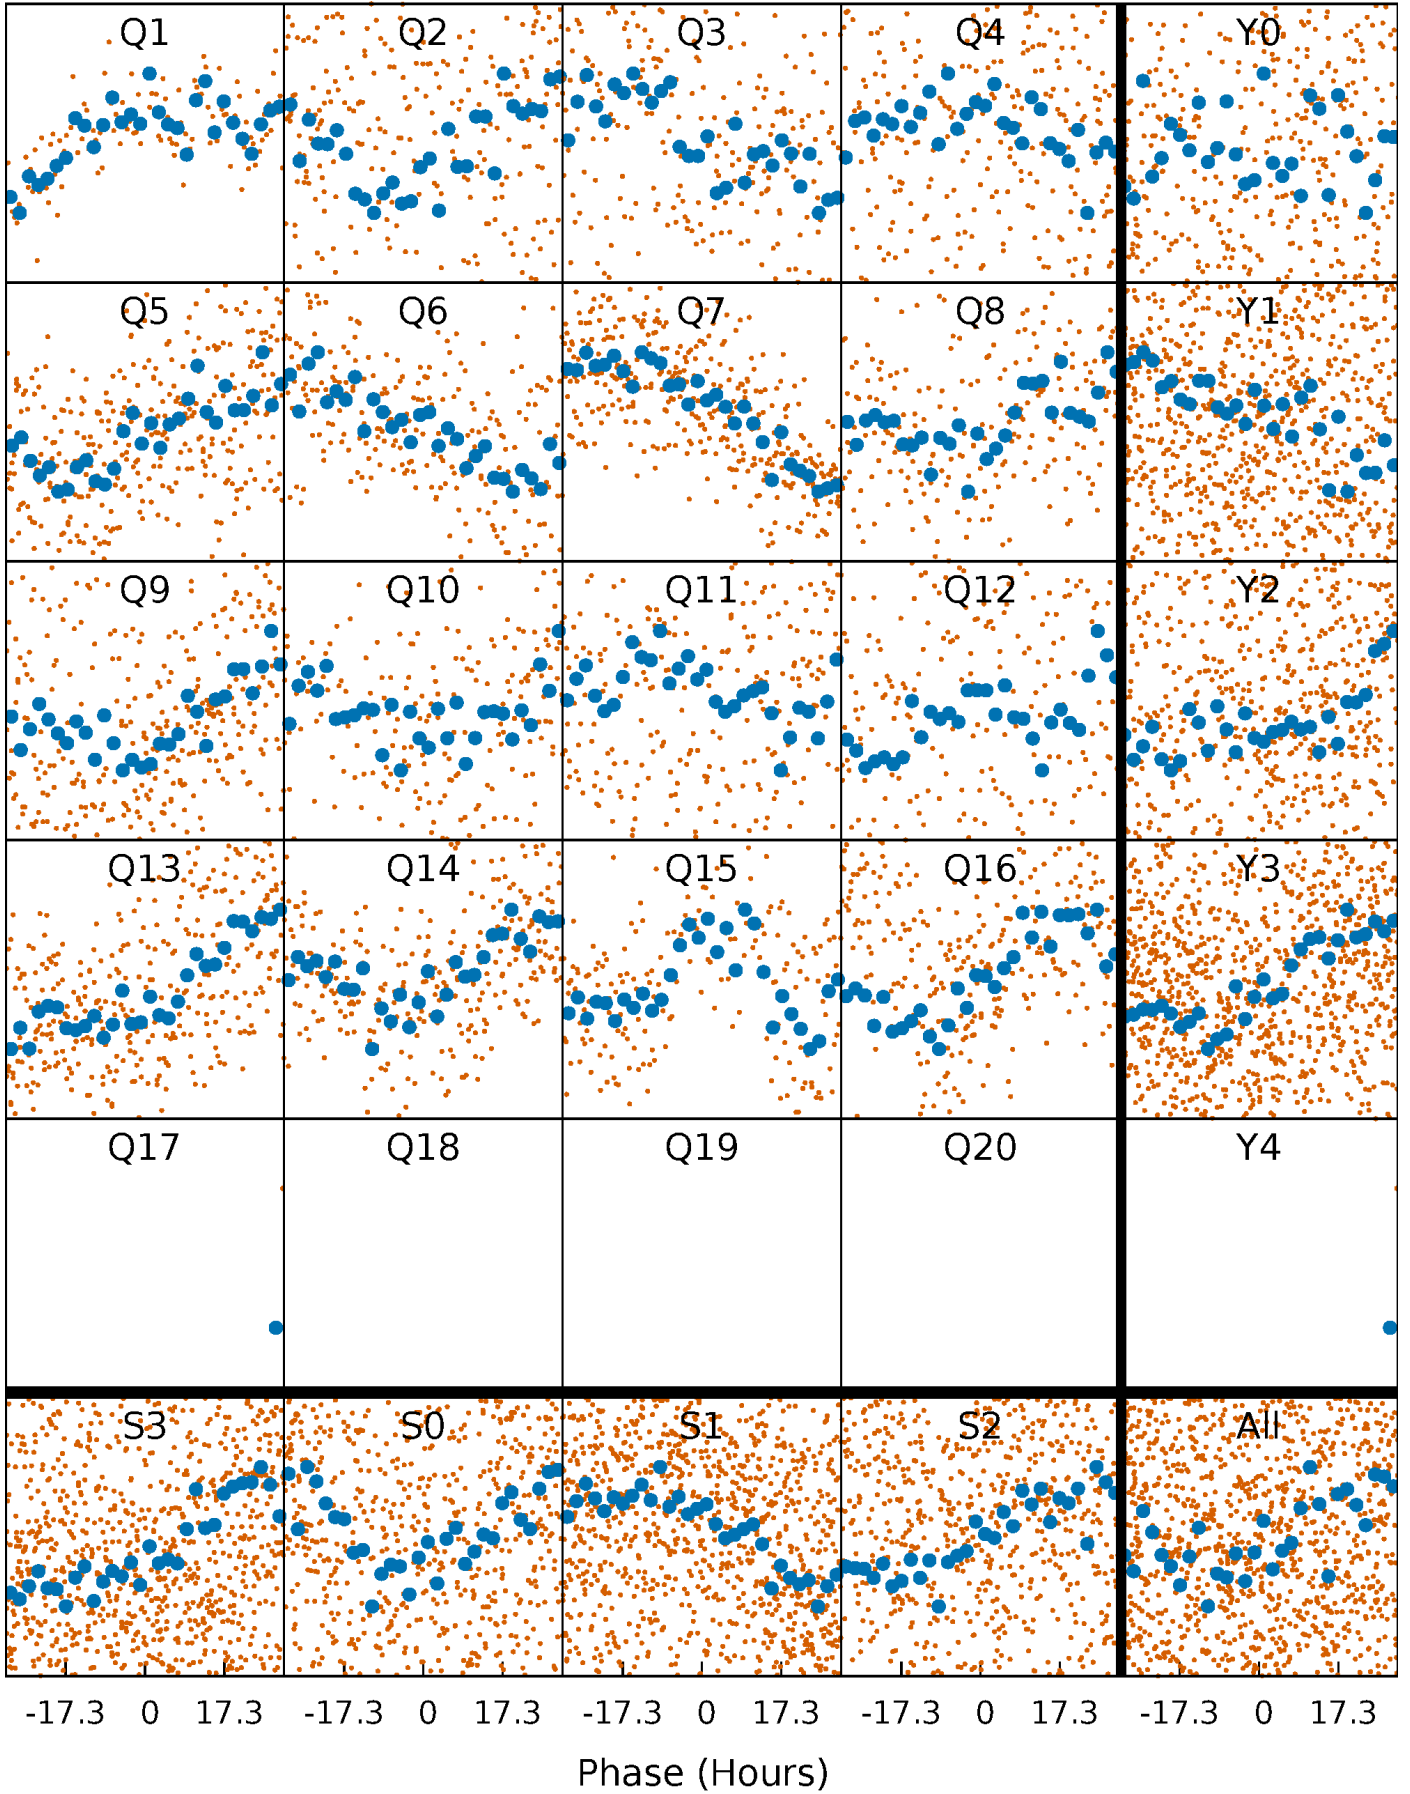 Q1 Q2 Q3 Q4 Y0
Q5 Q6 Q7 Q8 Y1
Q9 Q10 Q11 Q12 Y2
Q13 Q14 Q15 Q16 Y3
Q17 Q18 Q19 Q20 Y4
S3 S0 S1 S2 All
-17.3 0 17.3 -17.3 0 17.3 -17.3 0 17.3 -17.3 0 17.3 -17.3 0 17.3
Phase (Hours)